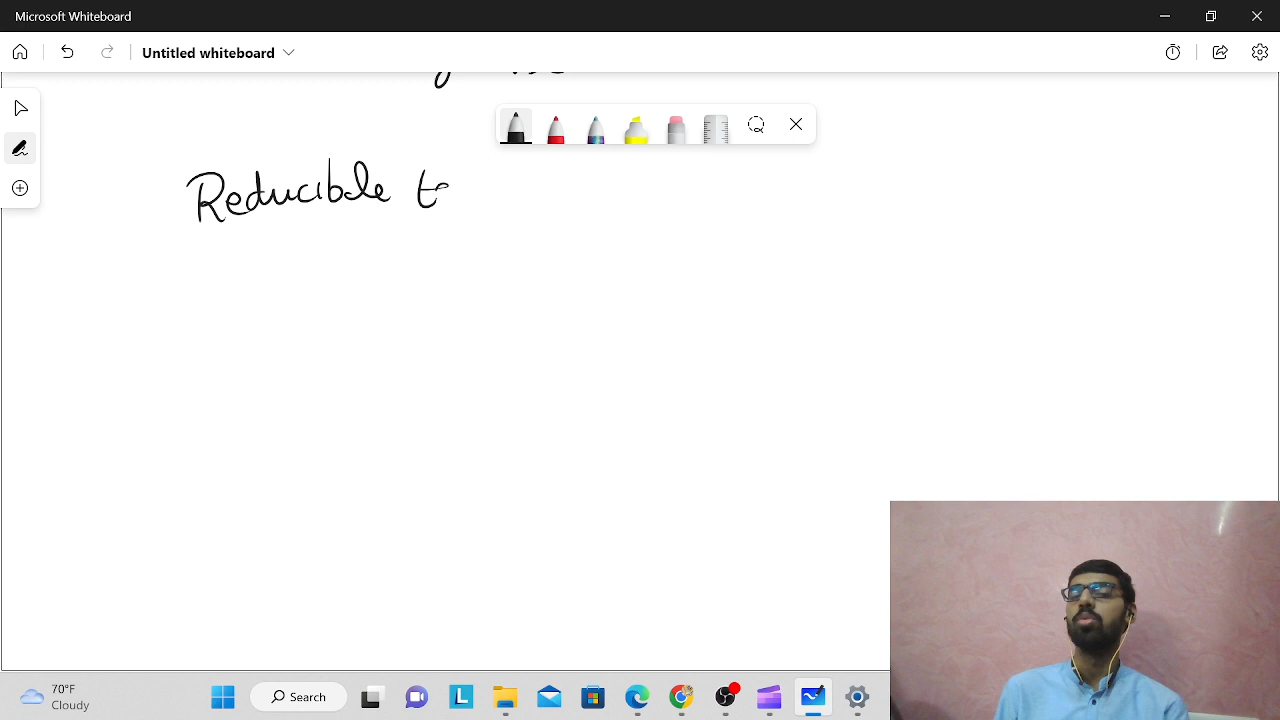 Microsoft Whiteboard
Untitled whiteboard
Reducible to
70°F
Cloudy
Search